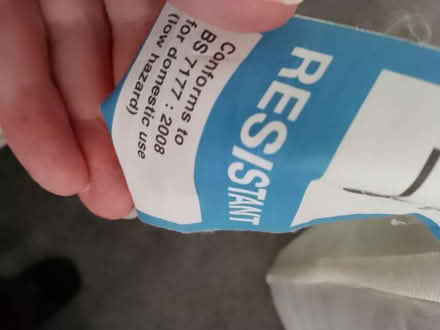 RESISTANT
Conforms to
BS 7177 : 2008
for domestic use
(low hazard)